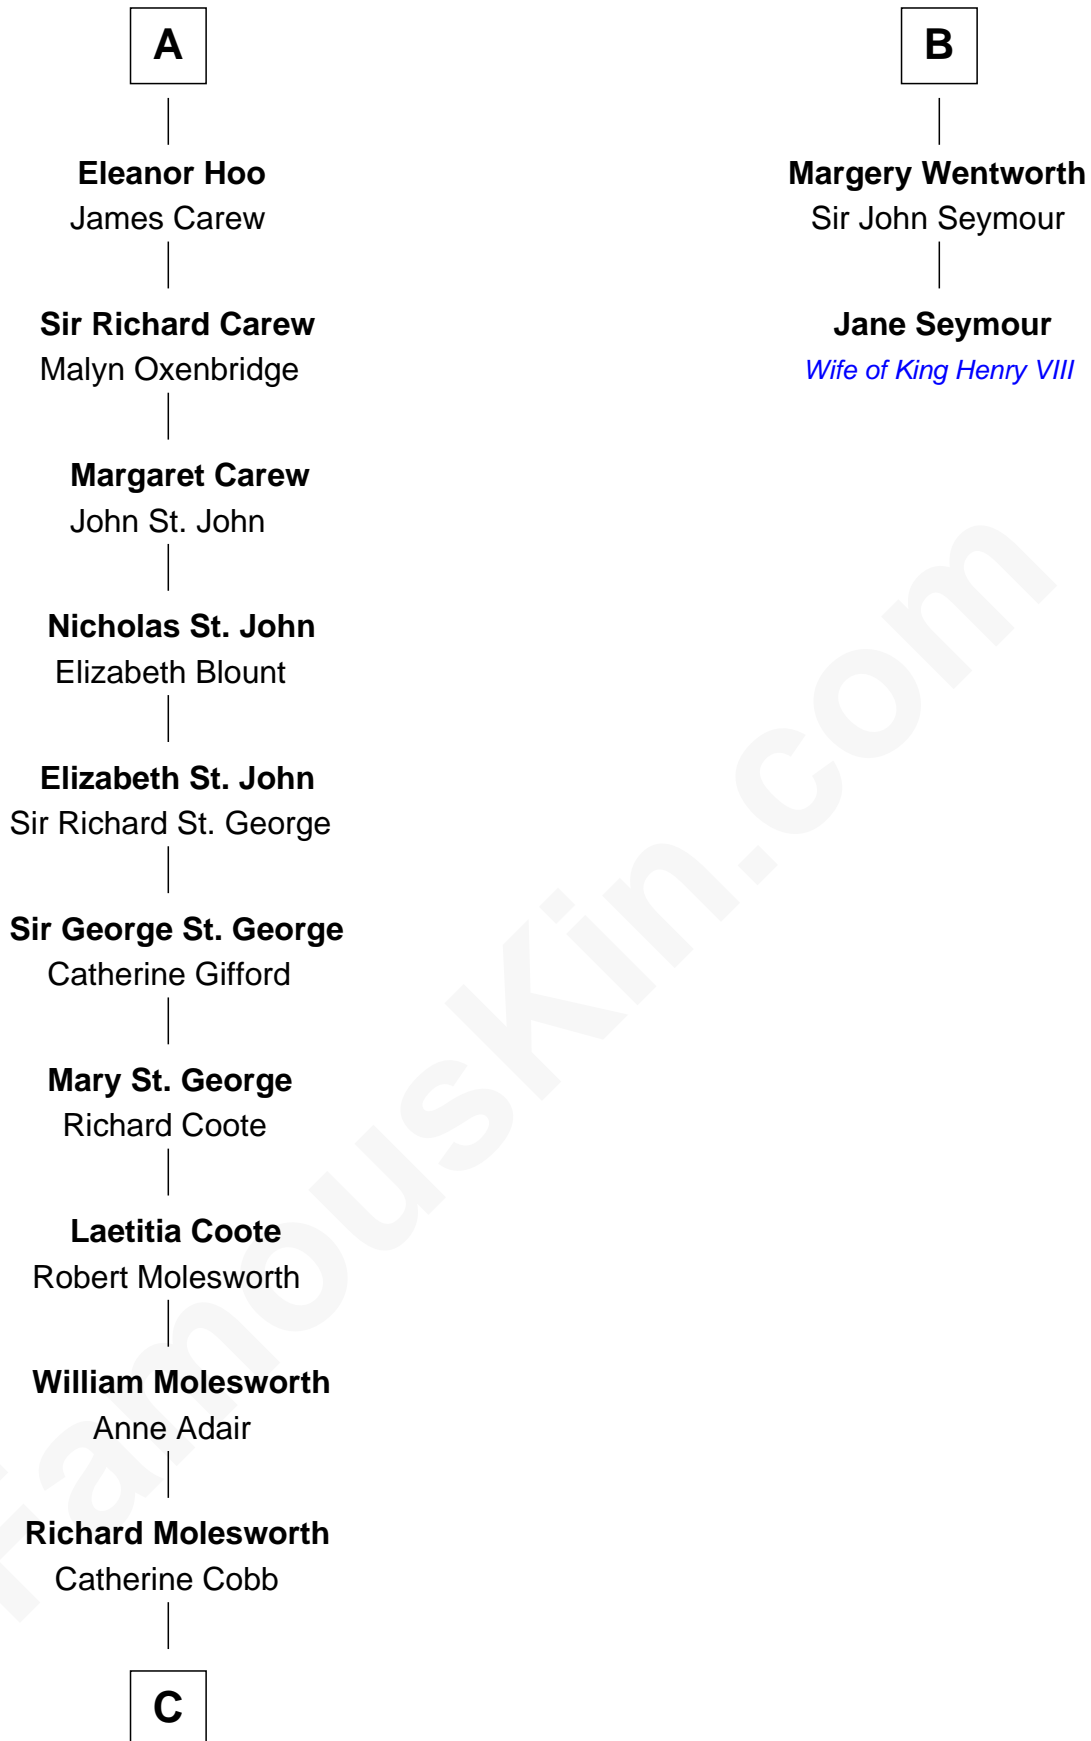 A
Eleanor Hoo
James Carew
Sir Richard Carew
Malyn Oxenbridge
Margaret Carew
John St. John
Nicholas St. John
Elizabeth Blount
Elizabeth St. John
Sir Richard St. George
Sir George St. George
Catherine Gifford
Mary St. George
Richard Coote
Laetitia Coote
Robert Molesworth
William Molesworth
Anne Adair
Richard Molesworth
Catherine Cobb
C
B
Margery Wentworth
Sir John Seymour
Jane Seymour
Wife of King Henry VIII
FamousKin.com